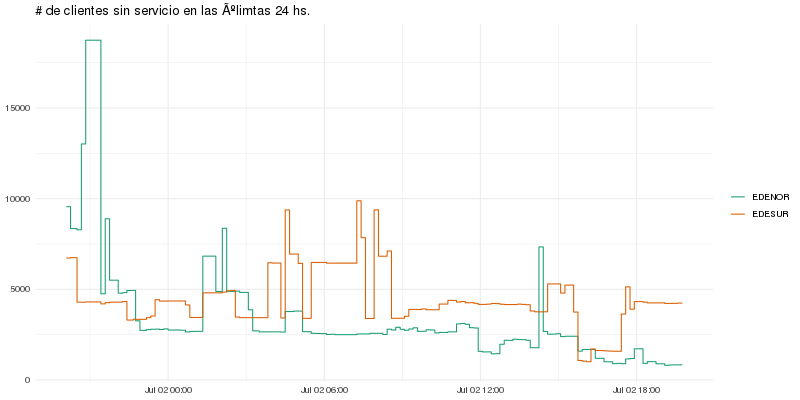 # de clientes sin servicio en las Ãºlimtas 24 hs.
15000
10000
5000
0
Jul 02 00:00
Jul 02 06:00
Jul 02 12:00
Jul 02 18:00
EDENOR
EDESUR